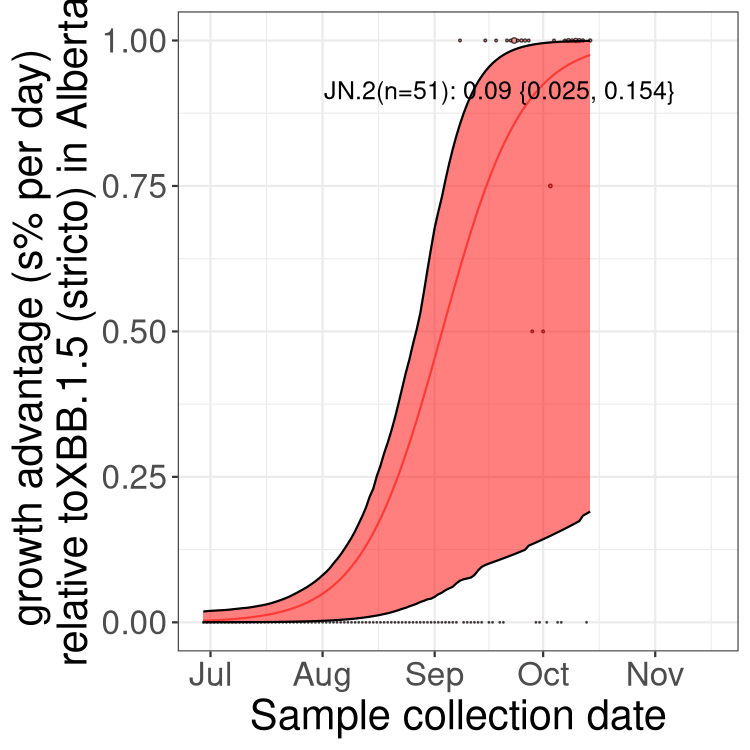 growth advantage (s% per day)
relative toXBB.1.5 (stricto) in Alberta
1.00
0.75
0.50
0.25
0.00
JN.2(n=51): 0.09 {0.025, 0.154}
Jul Aug Sep Oct Nov
Sample collection date